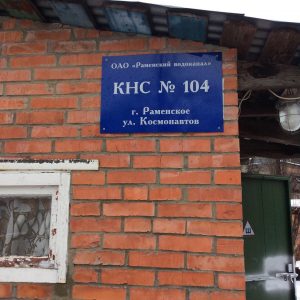 ОАО «Раменский водоканал»
КНС № 104
г. Раменское
ул. Космонавтов